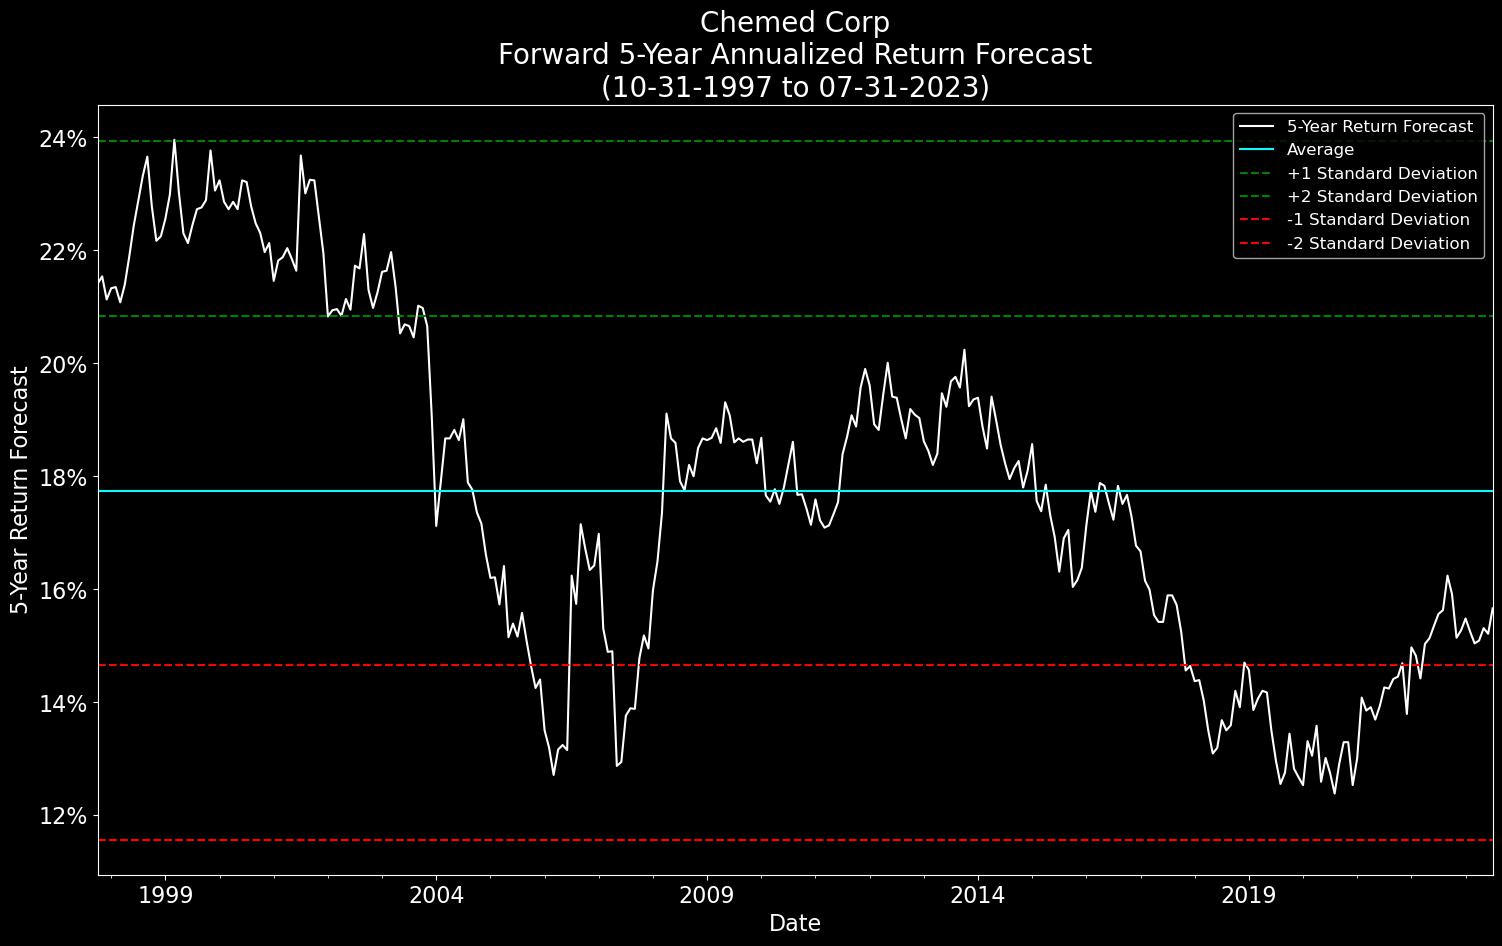 Chemed Corp
Forward 5-Year Annualized Return Forecast
(10-31-1997 to 07-31-2023)
5-Year Return Forecast
Average
+1 Standard Deviation
+2 Standard Deviation
-1 Standard Deviation
-2 Standard Deviation
24%
22%
20%
18%
16%
14%
12%
5-Year Return Forecast
1999 2004 2009 2014 2019
Date